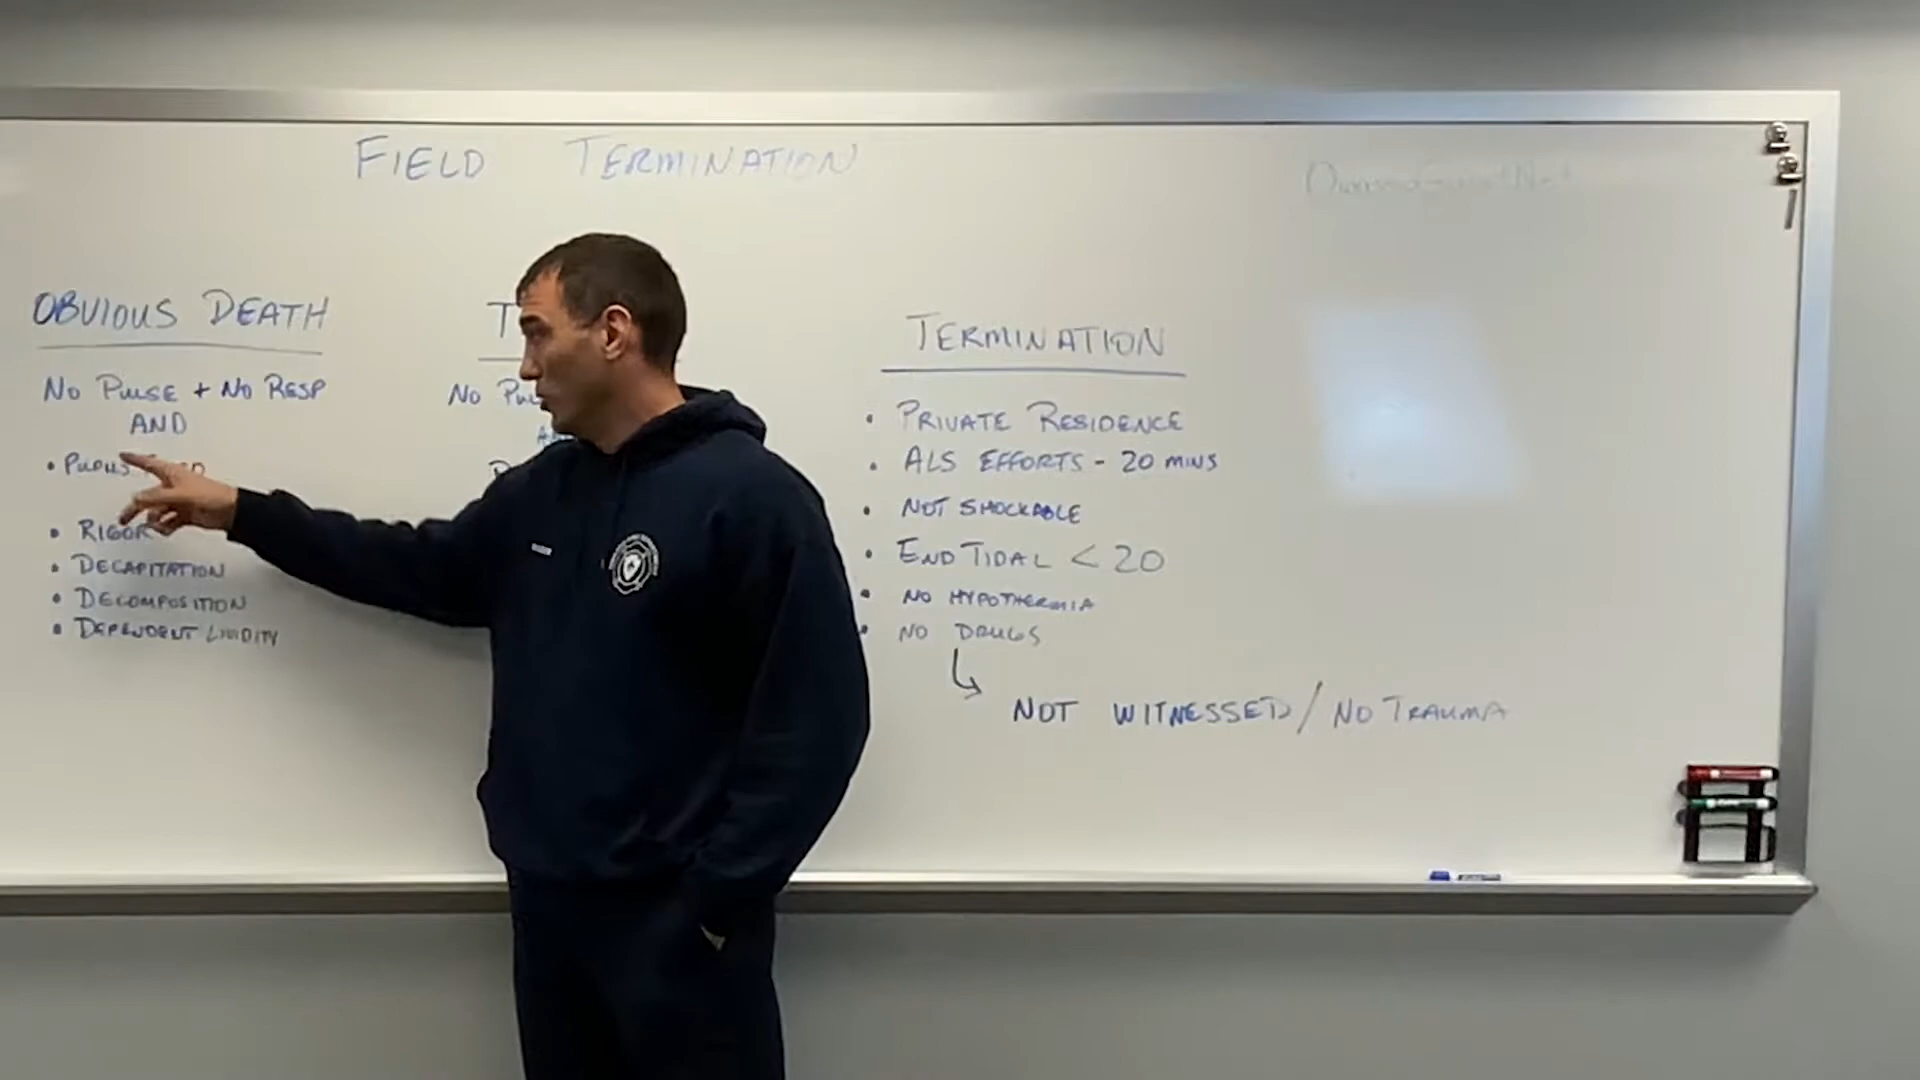 FIELD TERMINATION
OBVIOUS DEATH
NO PULSE + NO RESP
AND
• PUPILS
• RIGOR
• DECAPITATION
• DECOMPOSITION
• DEPENDENT LIVIDITY
NO
TERMINATION
• PRIVATE RESIDENCE
• ALS EFFORTS - 20 MINS
• NOT SHOCKABLE
• END TIDAL < 20
• NO HYPOTHERMIA
• NO DRUGS
NOT WITNESSED / NO TRAUMA